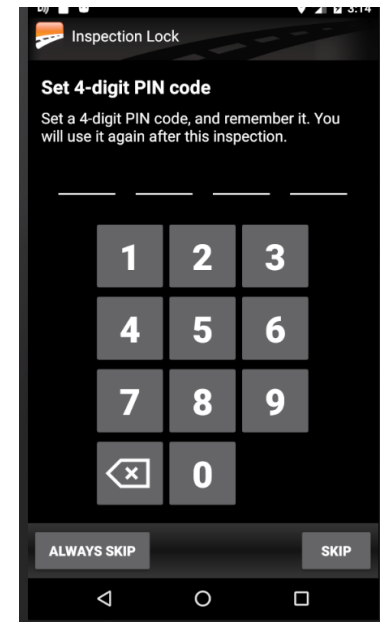 3:14
Inspection Lock
Set 4-digit PIN code
Set a 4-digit PIN code, and remember it. You
will use it again after this inspection.
1 2 3
4 5 6
7 8 9
0
ALWAYS SKIP SKIP